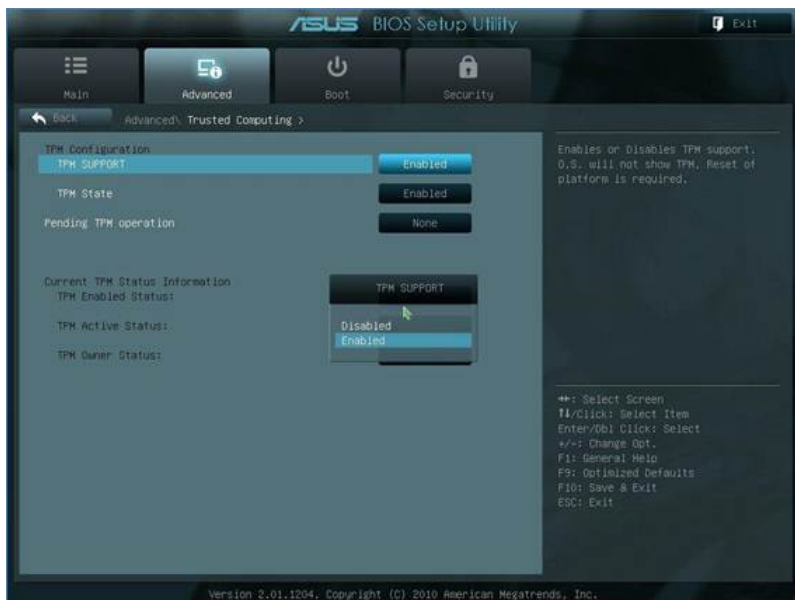 ASUS BIOS Setup Utility
Exit
Main
Advanced
Boot
Security
Back
Advanced\ Trusted Computing >
TPM Configuration
TPM SUPPORT
Enabled
TPM State
Enabled
Pending TPM operation
None
Current TPM Status Information
TPM Enabled Status:
TPM Active Status:
TPM Owner Status:
TPM SUPPORT
Disabled
Enabled
Enables or Disables TPM support.
O.S. will not show TPM. Reset of
platform is required.
→←: Select Screen
↑↓/Click: Select Item
Enter/Dbl Click: Select
+/-: Change Opt.
F1: General Help
F9: Optimized Defaults
F10: Save & Exit
ESC: Exit
Version 2.01.1204. Copyright (C) 2010 American Megatrends, Inc.